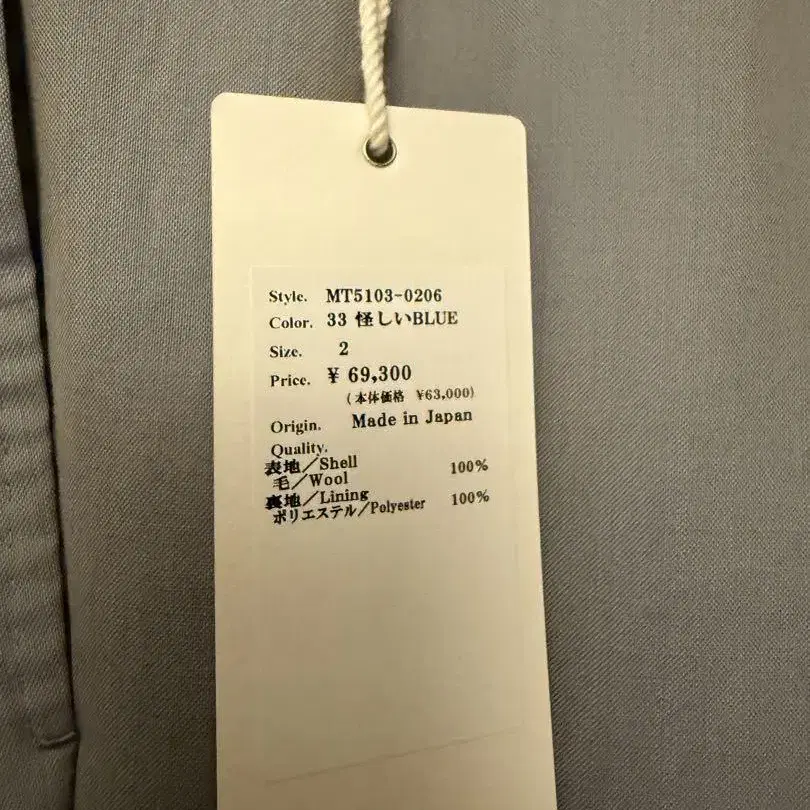 Style. MT5103-0206
Color. 33 怪しいBLUE
Size. 2
Price. ¥ 69,300
(本体価格 ¥63,000)
Origin. Made in Japan
Quality.
表地/Shell
毛/Wool 100%
裏地/Lining
ポリエステル/Polyester 100%